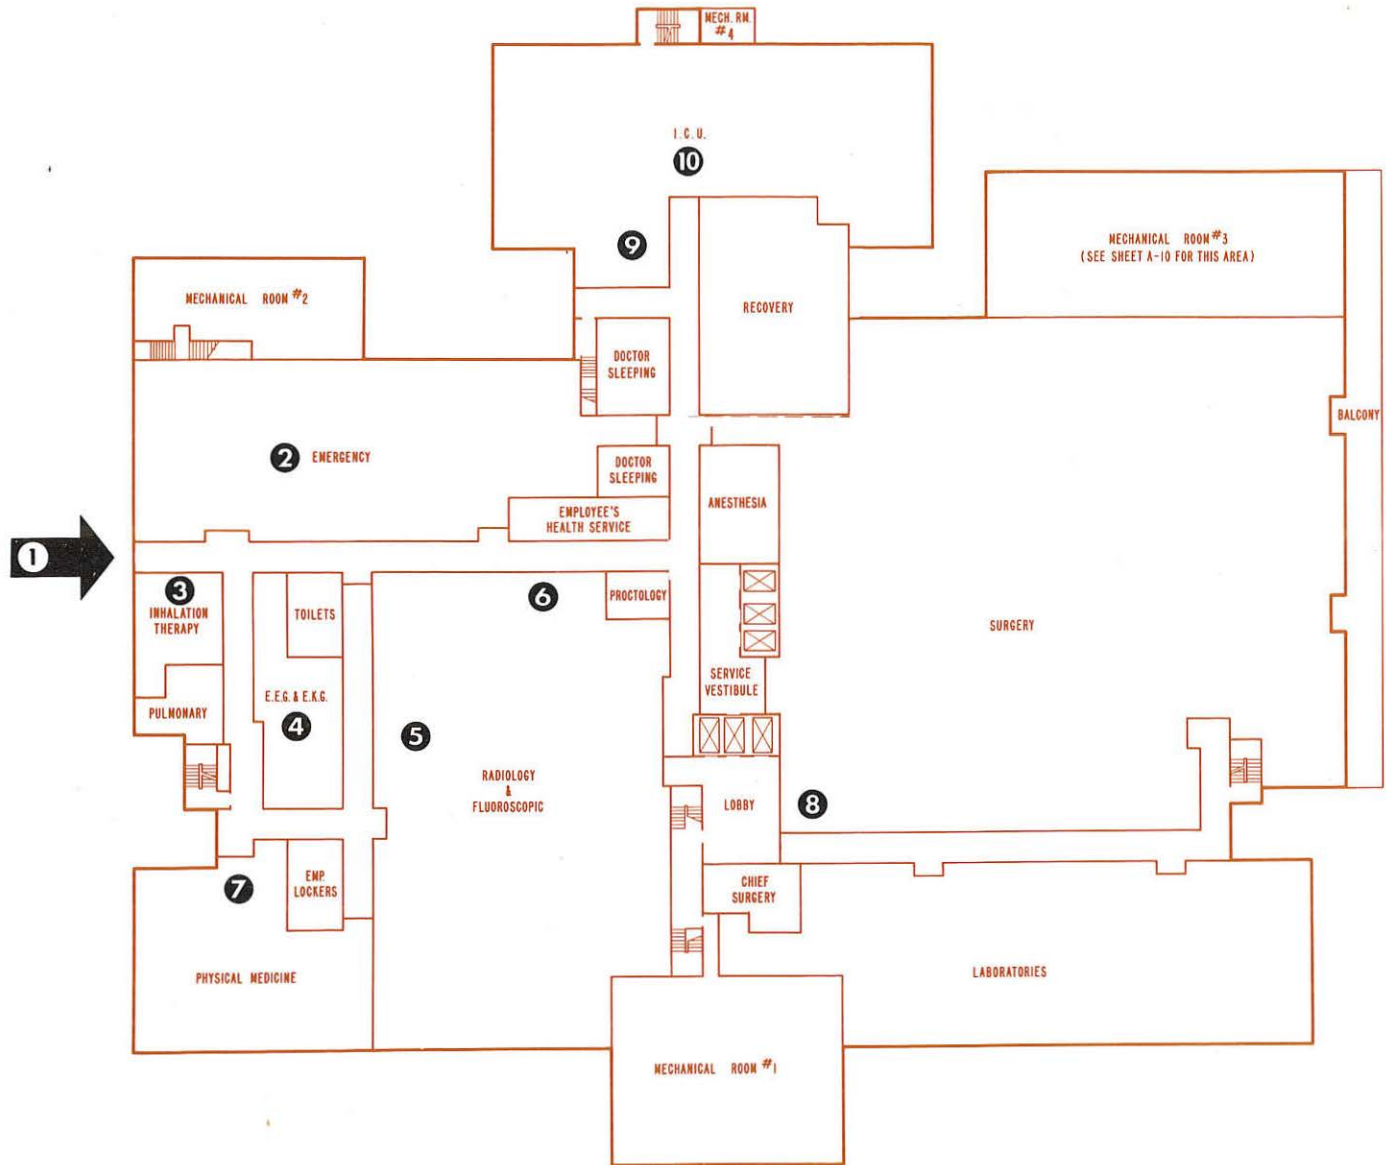 MECH. RM.
#4
I.C.U.
10
9
MECHANICAL ROOM #3
(SEE SHEET A-10 FOR THIS AREA)
MECHANICAL ROOM #2
RECOVERY
DOCTOR
SLEEPING
BALCONY
2
EMERGENCY
DOCTOR
SLEEPING
ANESTHESIA
EMPLOYEE'S
HEALTH SERVICE
1
3
INHALATION
THERAPY
TOILETS
6
PROCTOLOGY
SURGERY
SERVICE
VESTIBULE
E.E.G. & E.K.G.
4
PULMONARY
5
RADIOLOGY
&
FLUOROSCOPIC
LOBBY
8
7
EMP.
LOCKERS
CHIEF
SURGERY
PHYSICAL MEDICINE
LABORATORIES
MECHANICAL ROOM #1